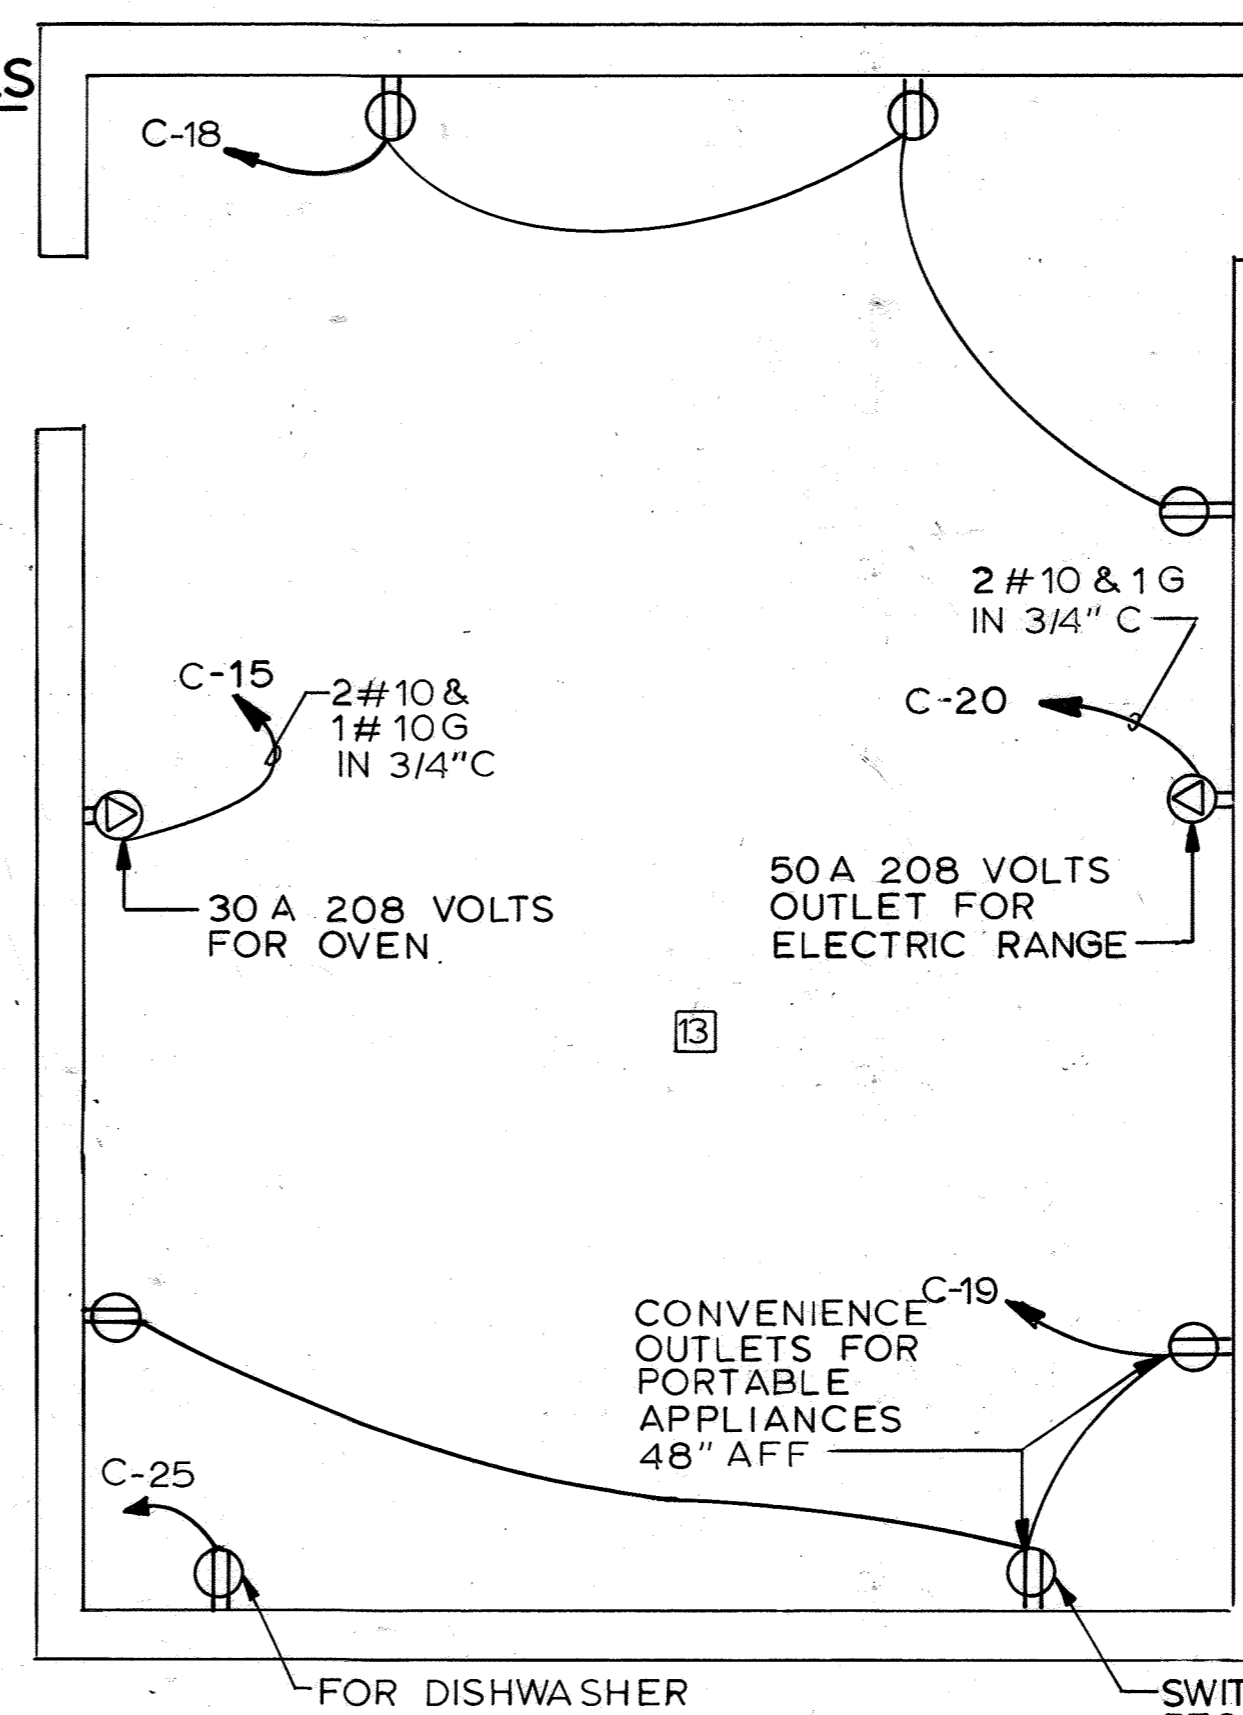 S
C-18
2 #10 & 1 G
IN 3/4" C
C-15
2#10 &
1# 10 G
IN 3/4"C
C-20
30 A 208 VOLTS
FOR OVEN
50 A 208 VOLTS
OUTLET FOR
ELECTRIC RANGE
13
C-19
CONVENIENCE
OUTLETS FOR
PORTABLE
APPLIANCES
48" AFF
C-25
FOR DISHWASHER
SWIT